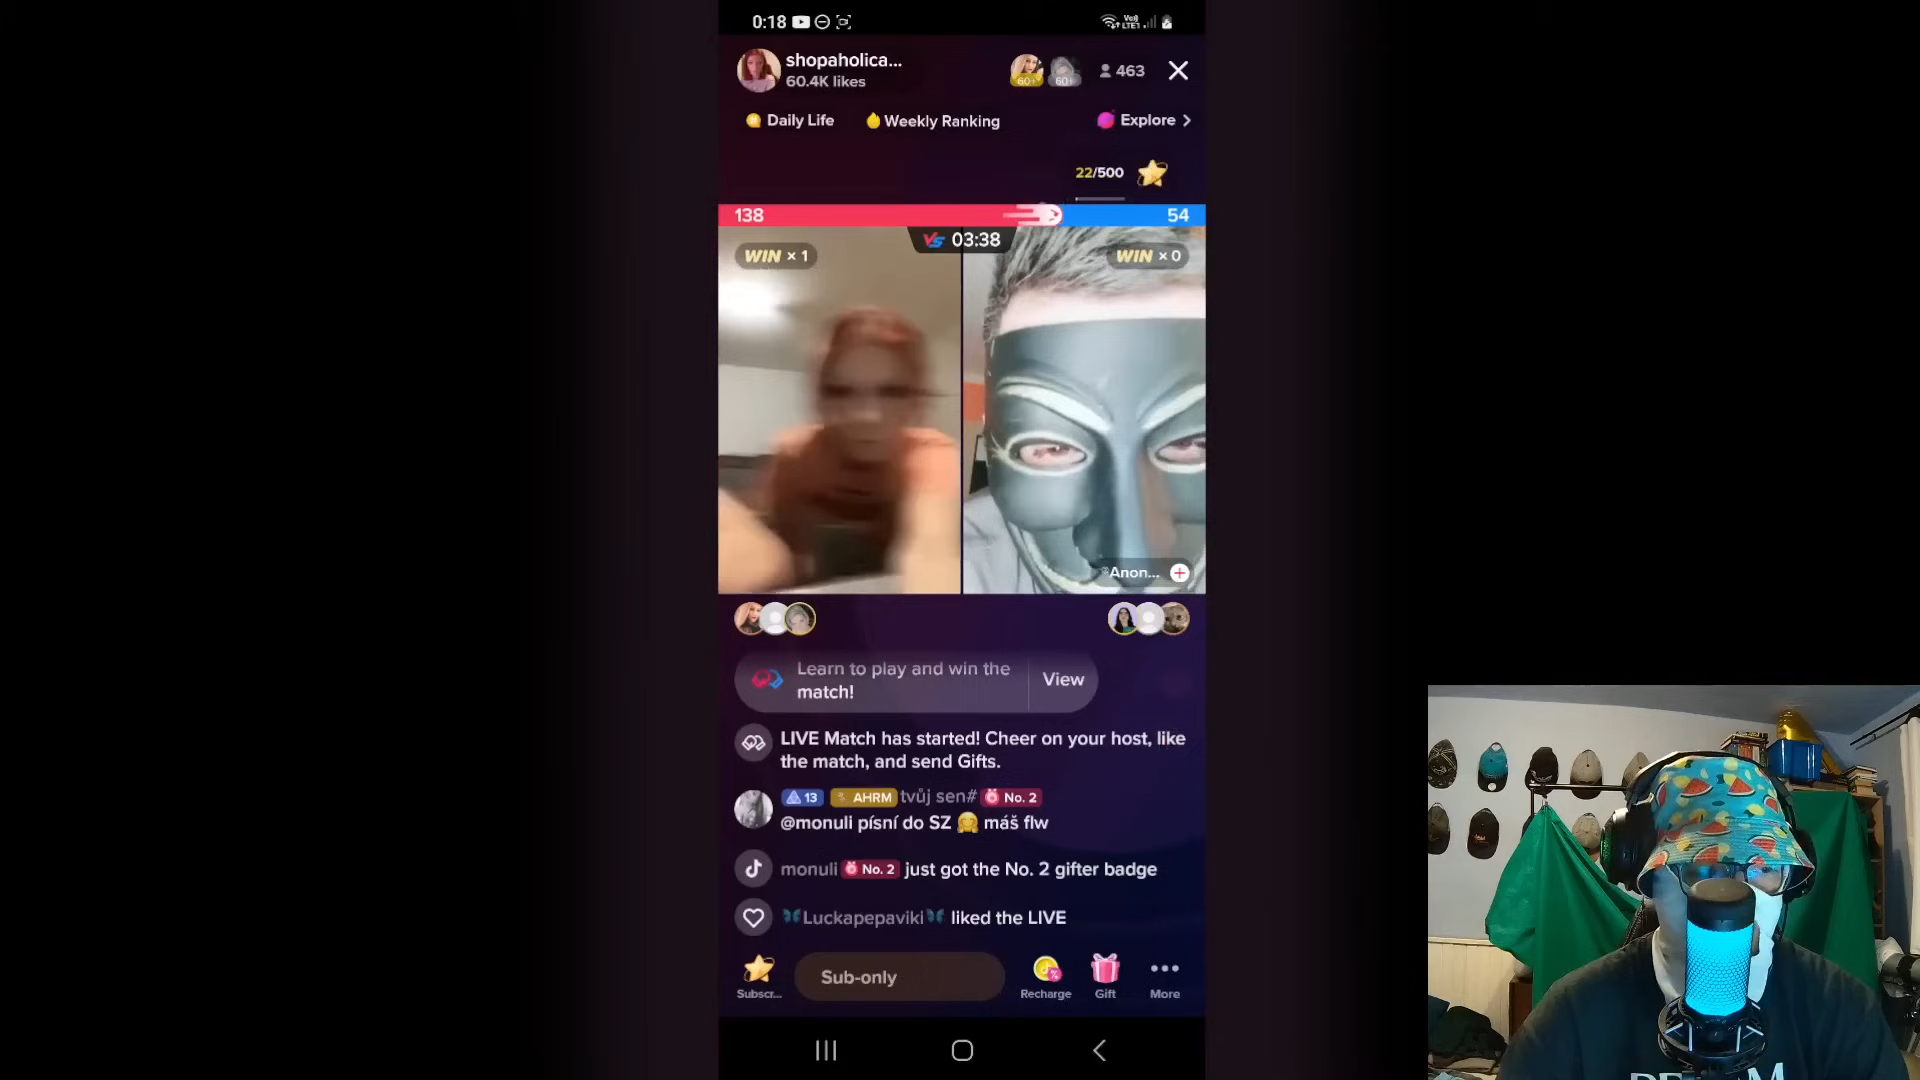 0:18
shopaholica...
60.4K likes
60+
60+
463
Daily Life
Weekly Ranking
Explore
22/500
138
54
VS 03:38
WIN × 1
WIN × 0
Anon...
Learn to play and win the
match!
View
LIVE Match has started! Cheer on your host, like
the match, and send Gifts.
13 AHRM tvůj sen# No. 2
@monuli písní do SZ 🤗 máš flw
monuli No. 2 just got the No. 2 gifter badge
Luckapepaviki liked the LIVE
Subscr...
Sub-only
Recharge
Gift
More